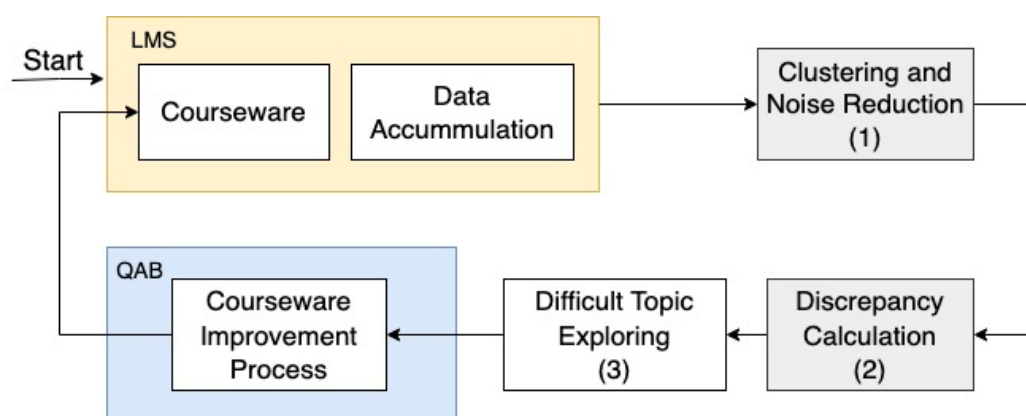 LMS
Start
Courseware
Data
Accummulation
Clustering and
Noise Reduction
(1)
QAB
Courseware
Improvement
Process
Difficult Topic
Exploring
(3)
Discrepancy
Calculation
(2)